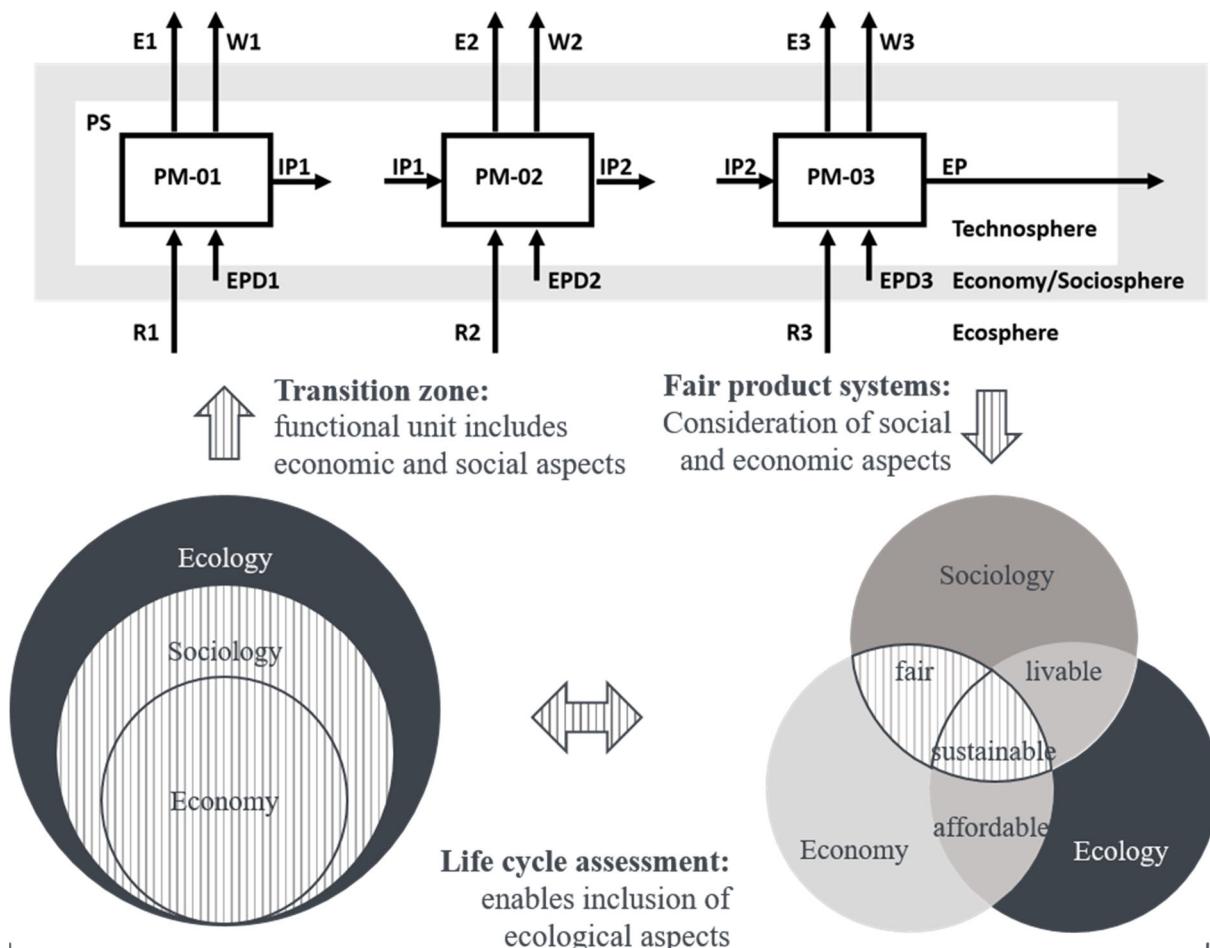 E1 W1 E2 W2 E3 W3
PS
PM-01 IP1 IP1 PM-02 IP2 IP2 PM-03 EP
Technosphere
EPD1 EPD2 EPD3 Economy/Sociosphere
R1 R2 R3 Ecosphere
Transition zone:
functional unit includes
economic and social aspects
Fair product systems:
Consideration of social
and economic aspects
Ecology
Sociology
Economy
Sociology
fair livable
sustainable
affordable
Economy Ecology
Life cycle assessment:
enables inclusion of
ecological aspects